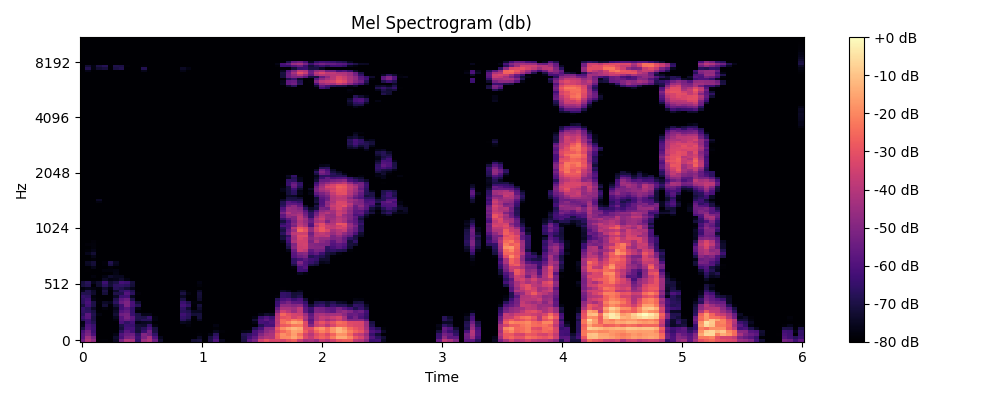 Mel Spectrogram (db)
8192
4096
2048
1024
512
0
Hz
0 1 2 3 4 5 6
Time
+0 dB
-10 dB
-20 dB
-30 dB
-40 dB
-50 dB
-60 dB
-70 dB
-80 dB